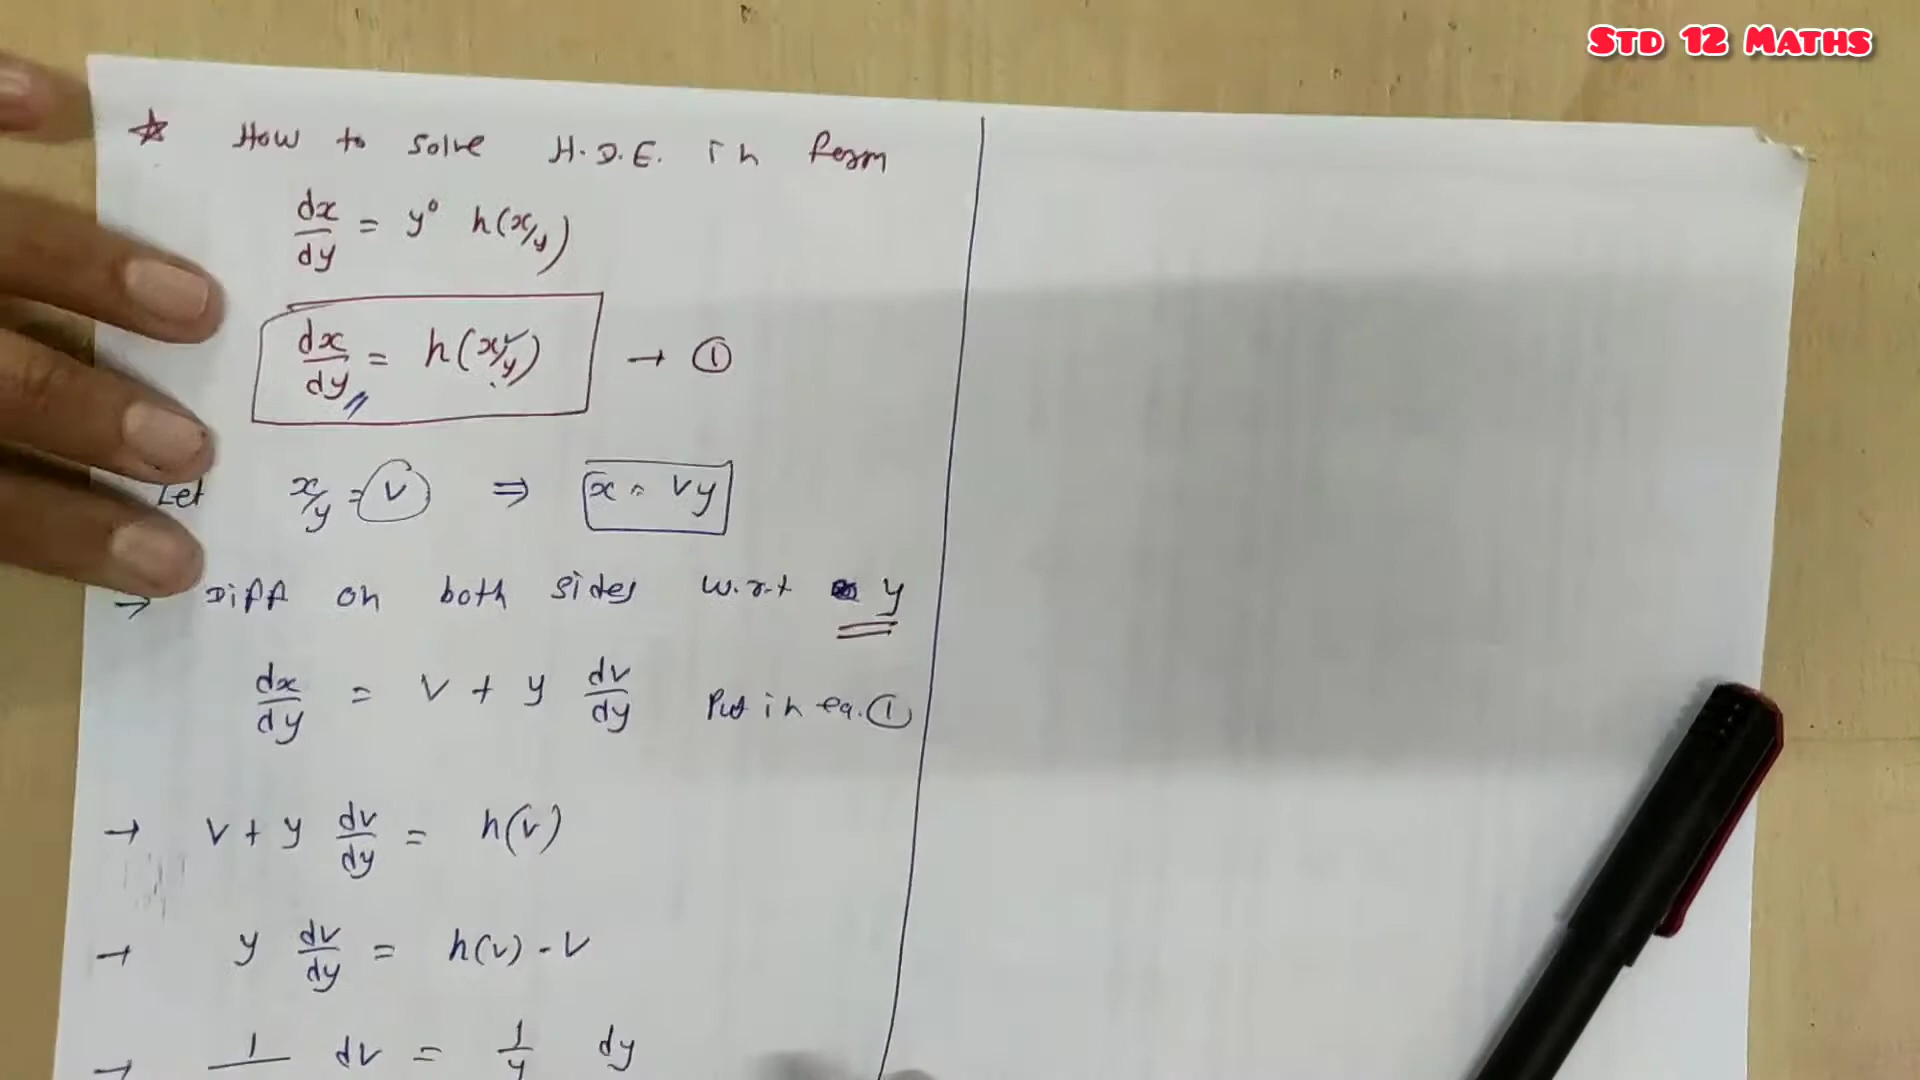 STD 12 MATHS
☆ How to solve H.D.E. in form
dx/dy = y⁰ h(x/y)
dx/dy = h(x/y) → ①
Let x/y = v ⇒ x = vy
→ Diff on both sides w.r.t y
dx/dy = v + y dv/dy Put in eq. ①
→ v + y dv/dy = h(v)
→ y dv/dy = h(v) - v
→ 1/ dv = 1/y dy